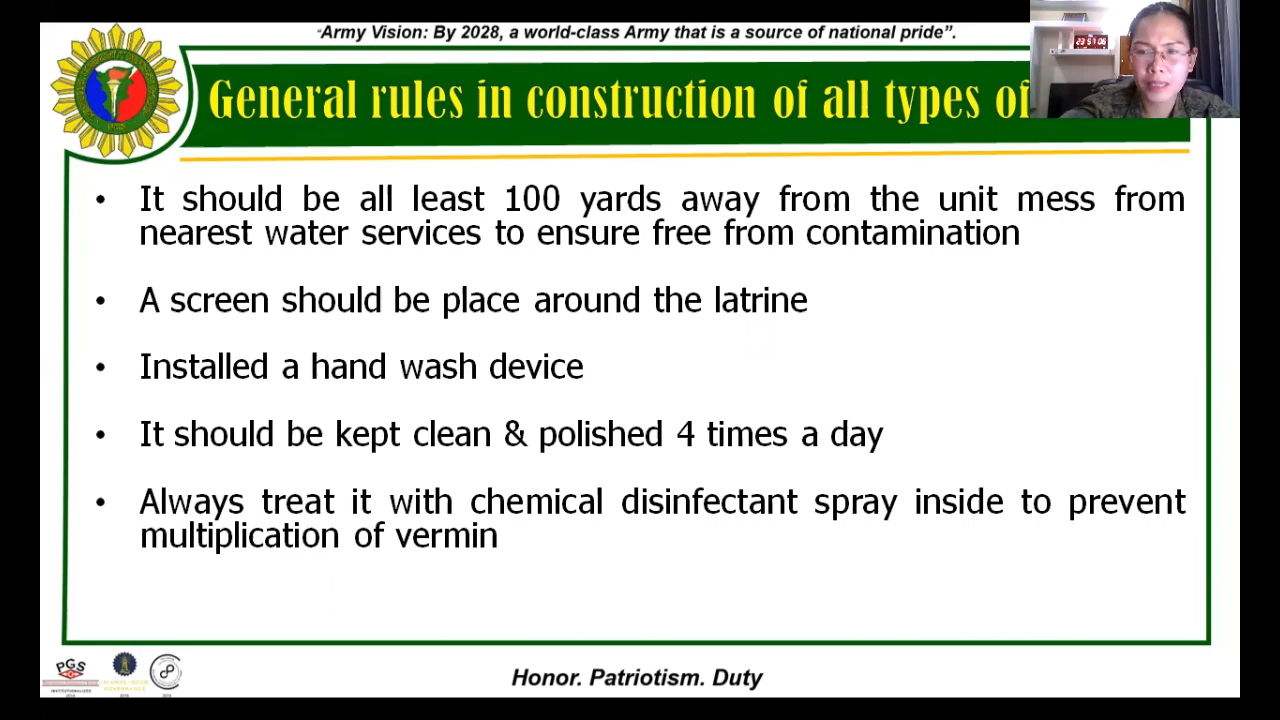 “Army Vision: By 2028, a world-class Army that is a source of national pride”.
General rules in construction of all types of
• It should be all least 100 yards away from the unit mess from
nearest water services to ensure free from contamination
• A screen should be place around the latrine
• Installed a hand wash device
• It should be kept clean & polished 4 times a day
• Always treat it with chemical disinfectant spray inside to prevent
multiplication of vermin
PGS
INSTITUTIONALIZED
Honor. Patriotism. Duty